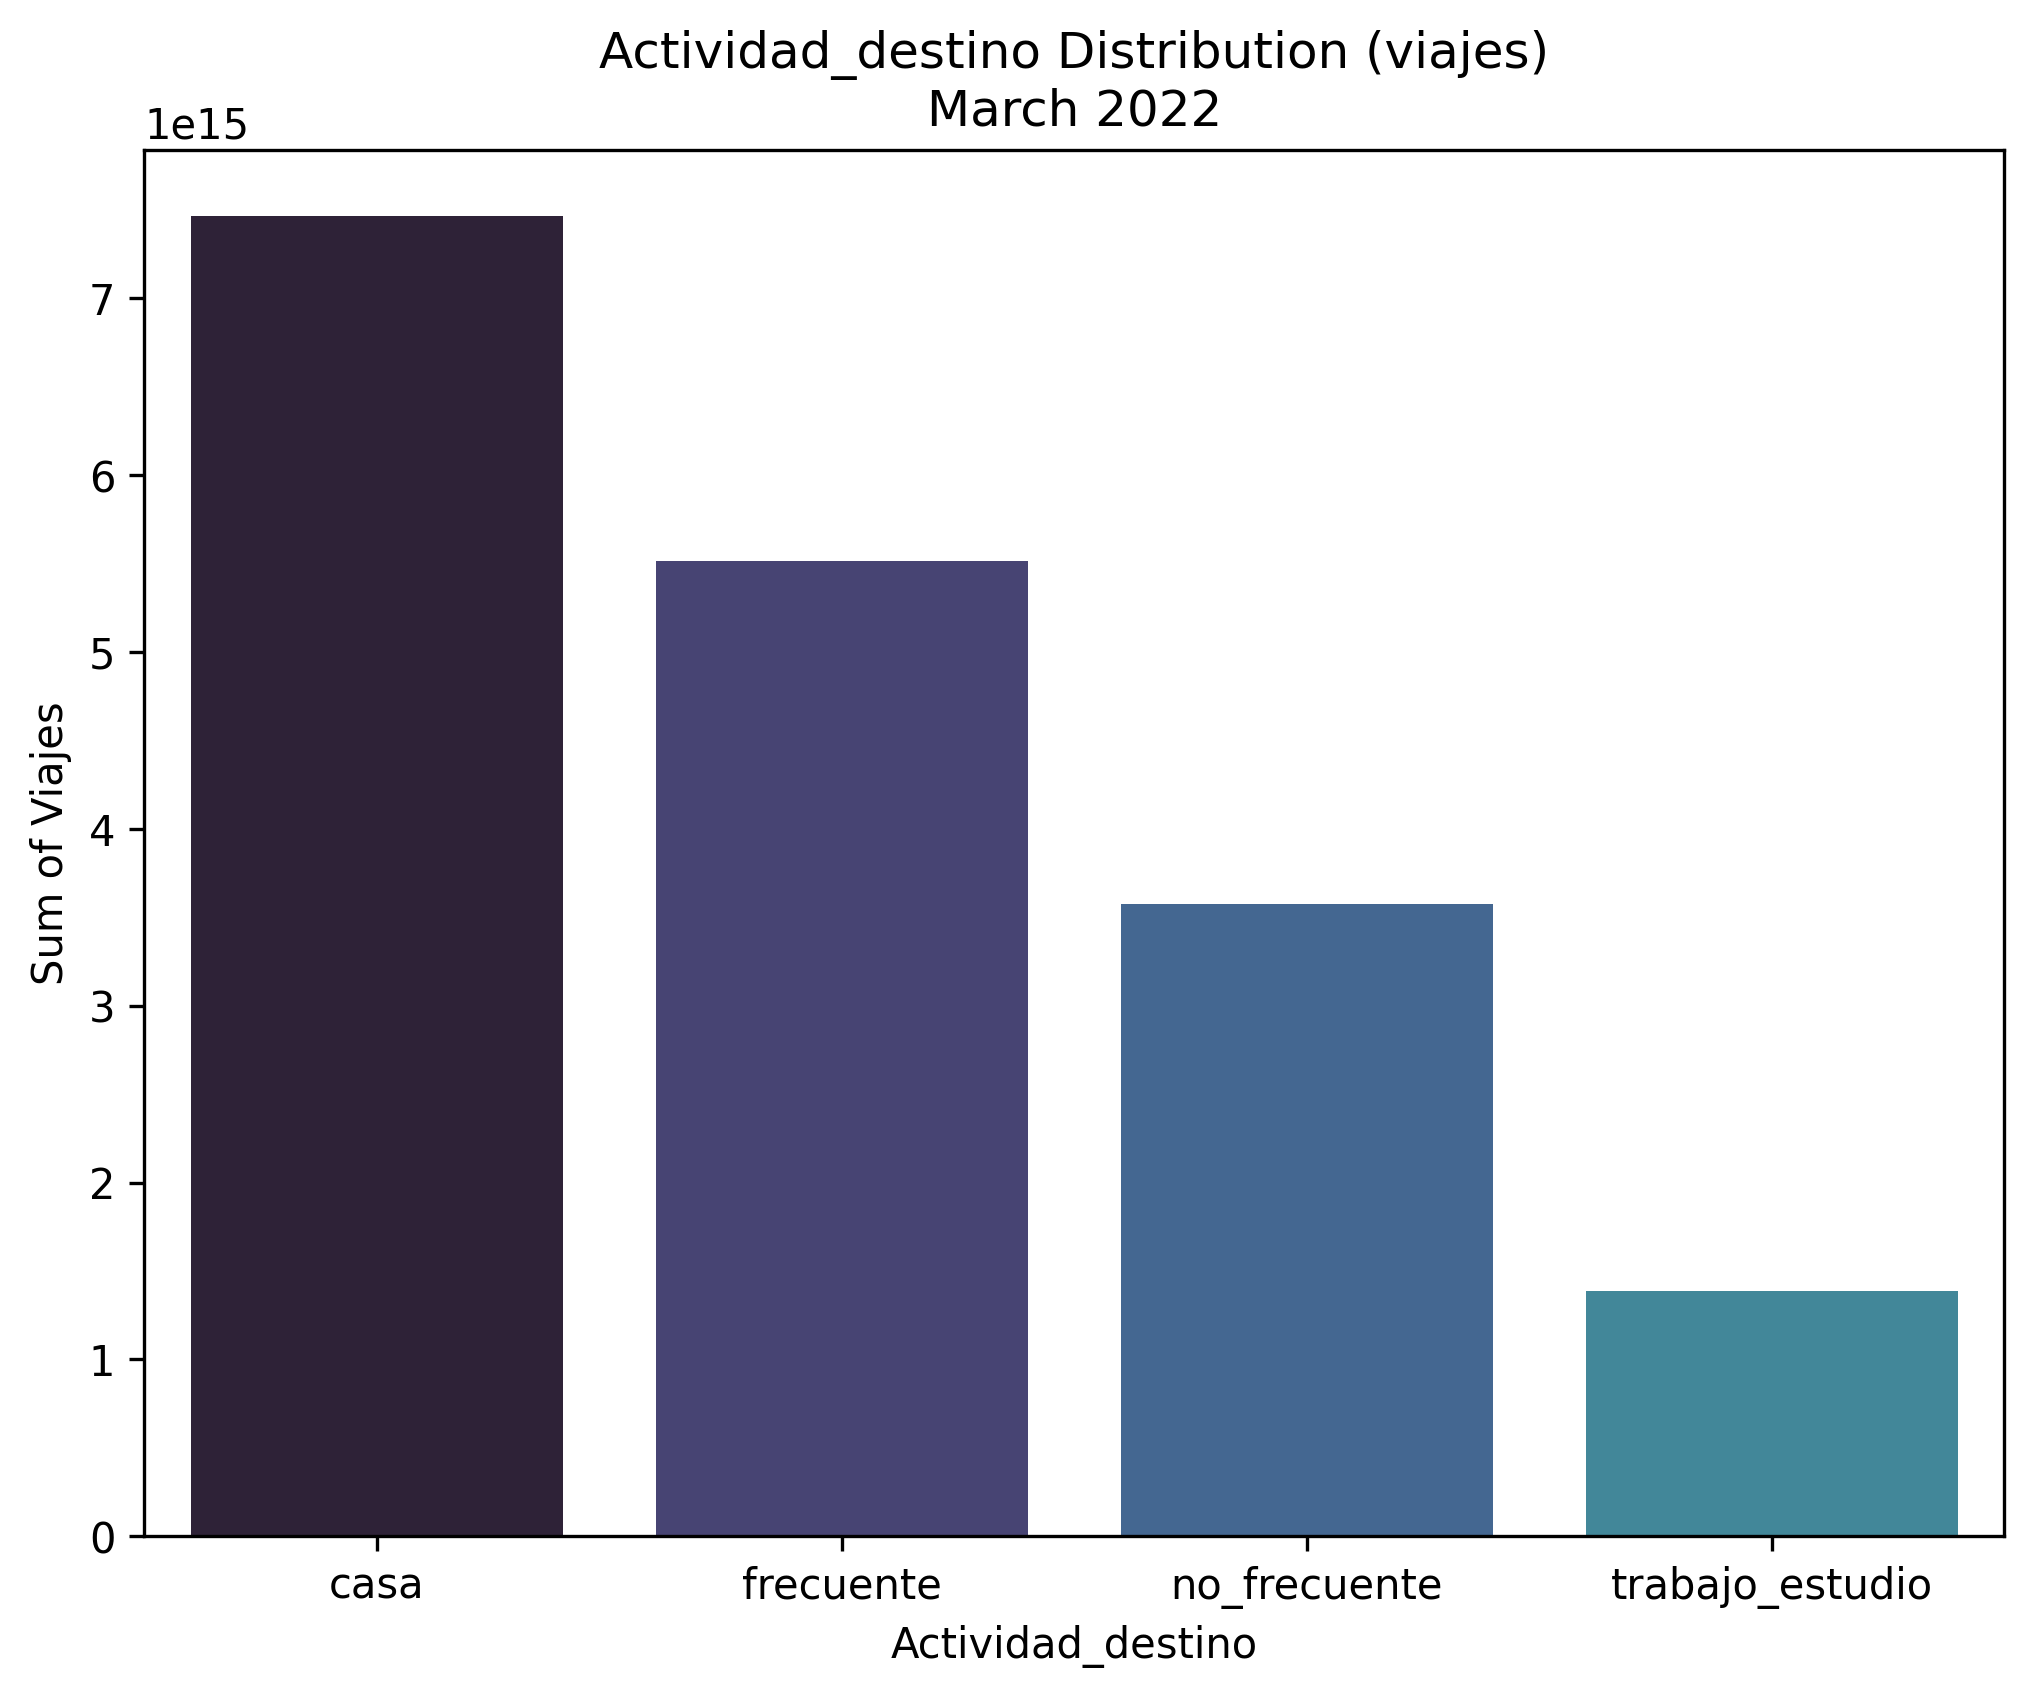 Actividad_destino Distribution (viajes)
March 2022
1e15
7
6
5
4
3
2
1
0
Sum of Viajes
casa
frecuente
no_frecuente
trabajo_estudio
Actividad_destino